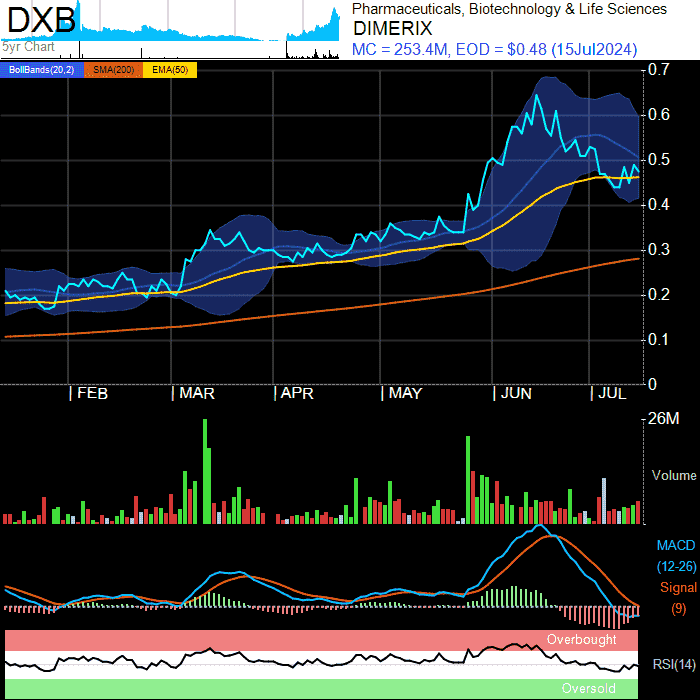 DXB
5yr Chart
Pharmaceuticals, Biotechnology & Life Sciences
DIMERIX
MC = 253.4M, EOD = $0.48 (15Jul2024)
BollBands(20,2) SMA(200) EMA(50)
0.7
0.6
0.5
0.4
0.3
0.2
0.1
0
FEB MAR APR MAY JUN JUL
26M
Volume
MACD
(12-26)
Signal
(9)
Overbought
RSI(14)
Oversold